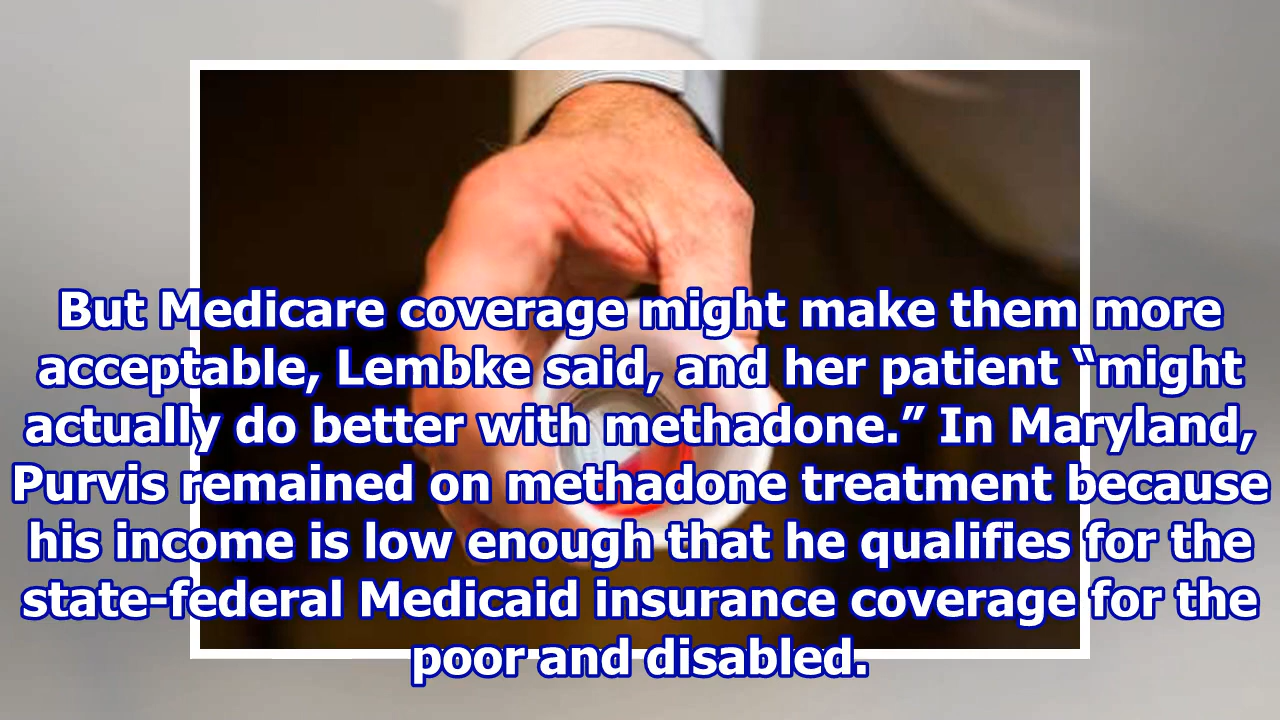 But Medicare coverage might make them more
acceptable, Lembke said, and her patient “might
actually do better with methadone.” In Maryland,
Purvis remained on methadone treatment because
his income is low enough that he qualifies for the
state-federal Medicaid insurance coverage for the
poor and disabled.